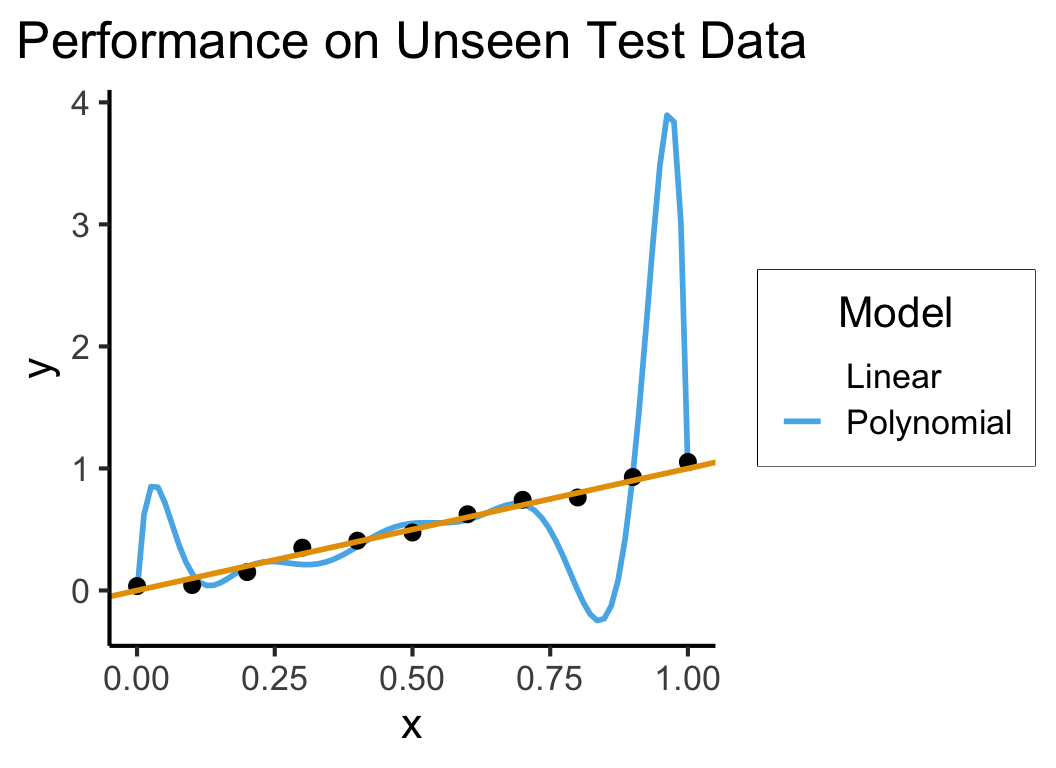 Performance on Unseen Test Data
4
3
2
1
0
y
0.00 0.25 0.50 0.75 1.00
x
Model
Linear
Polynomial